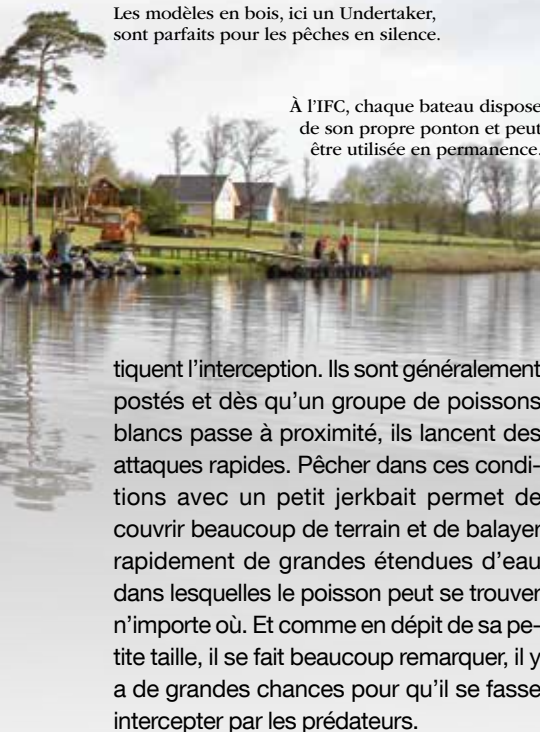 Les modèles en bois, ici un Undertaker,
sont parfaits pour les pêches en silence.
À l’IFC, chaque bateau dispose
de son propre ponton et peut
être utilisée en permanence.
tiquent l’interception. Ils sont généralement
postés et dès qu’un groupe de poissons
blancs passe à proximité, ils lancent des
attaques rapides. Pêcher dans ces condi-
tions avec un petit jerkbait permet de
couvrir beaucoup de terrain et de balayer
rapidement de grandes étendues d’eau
dans lesquelles le poisson peut se trouver
n’importe où. Et comme en dépit de sa pe-
tite taille, il se fait beaucoup remarquer, il y
a de grandes chances pour qu’il se fasse
intercepter par les prédateurs.